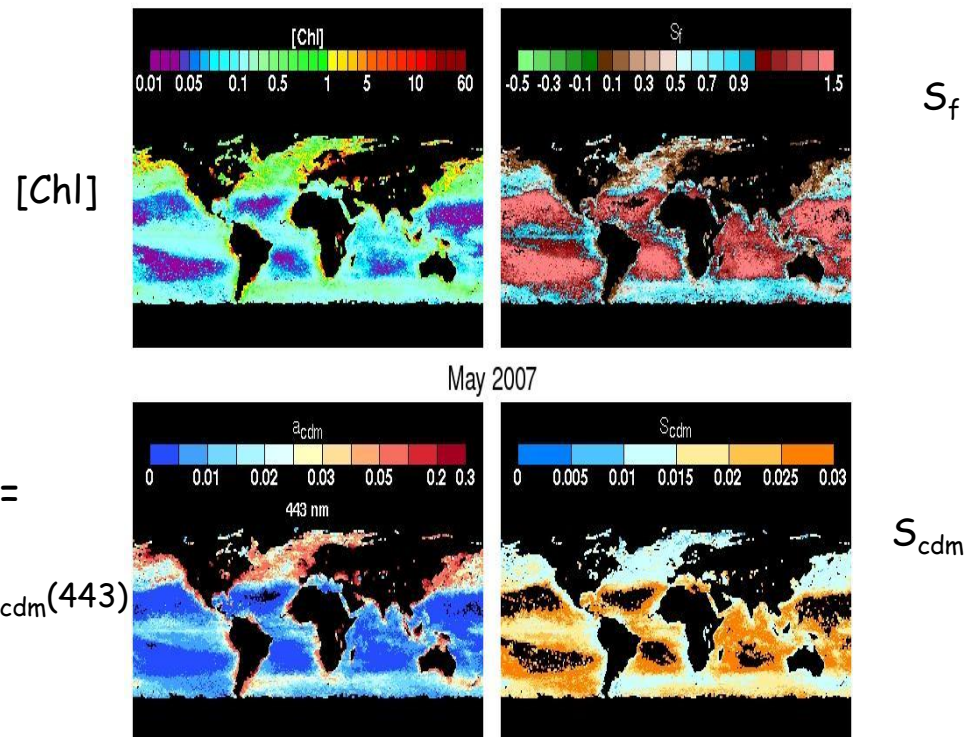 [Chl]
0.01 0.05 0.1 0.5 1 5 10 60
Sf
-0.5 -0.3 -0.1 0.1 0.3 0.5 0.7 0.9 1.5
Sf
[Chl]
May 2007
acdm
0 0.01 0.02 0.03 0.05 0.2 0.3
443 nm
Scdm
0 0.005 0.01 0.015 0.02 0.025 0.03
=
cdm(443)
Scdm